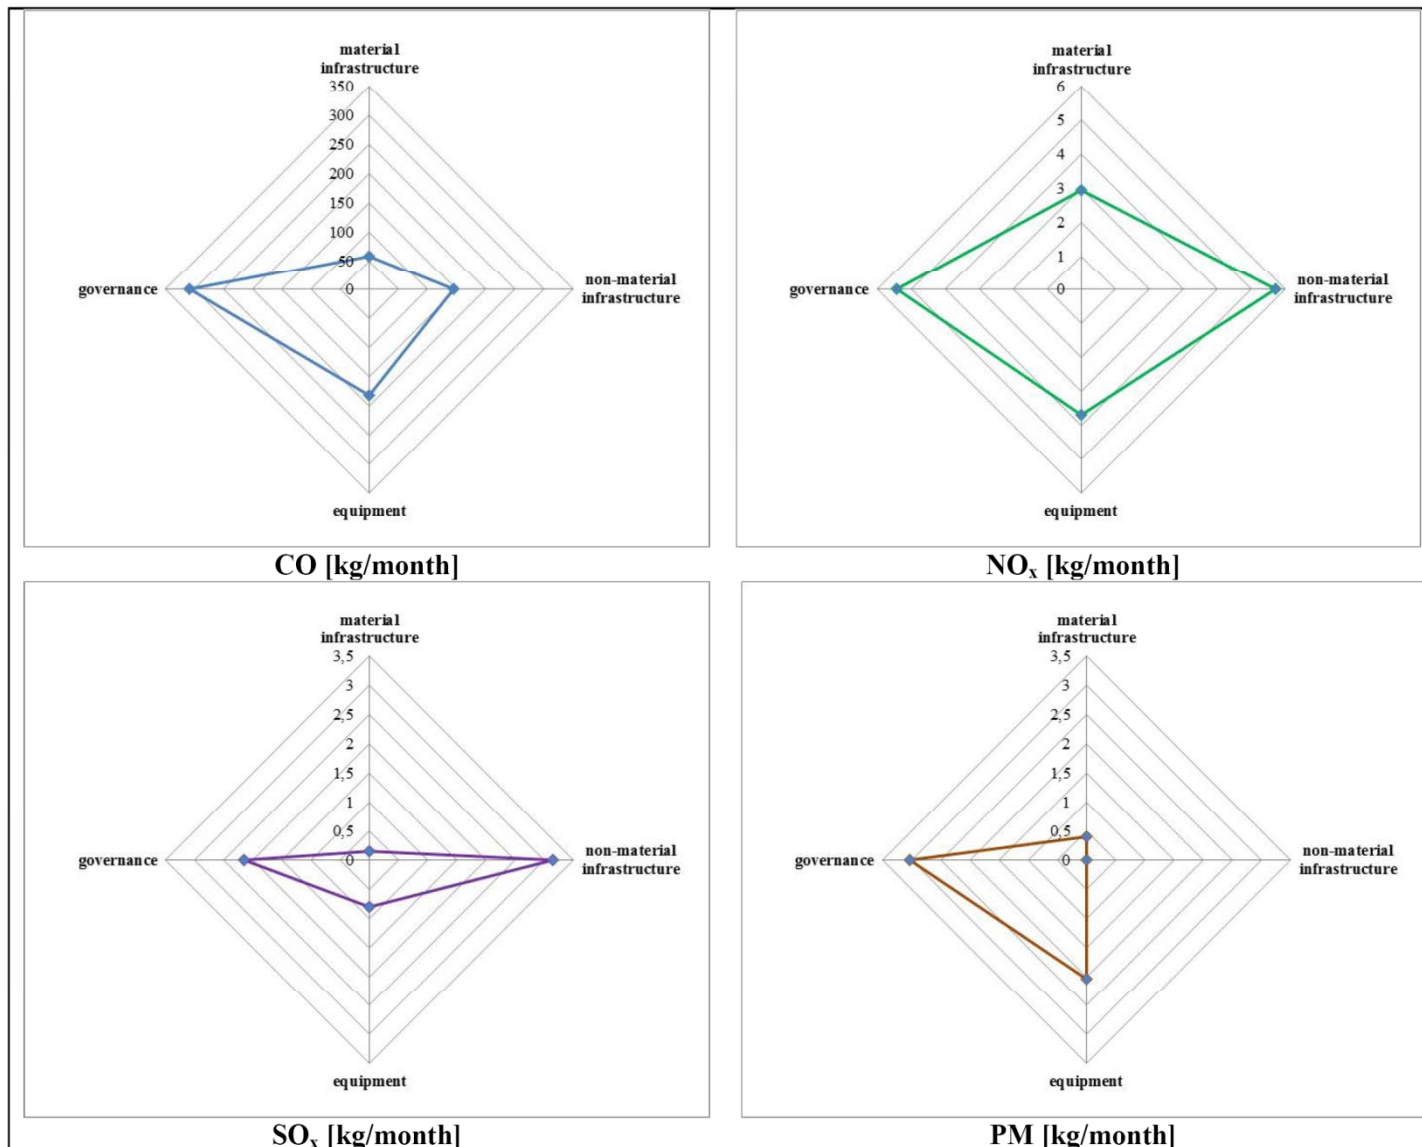 material
infrastructure
350
300
250
200
150
100
50
0
governance
non-material
infrastructure
equipment
CO [kg/month]
material
infrastructure
6
5
4
3
2
1
0
governance
non-material
infrastructure
equipment
NOₓ [kg/month]
material
infrastructure
3,5
3
2,5
2
1,5
1
0,5
0
governance
non-material
infrastructure
equipment
SOₓ [kg/month]
material
infrastructure
3,5
3
2,5
2
1,5
1
0,5
0
governance
non-material
infrastructure
equipment
PM [kg/month]